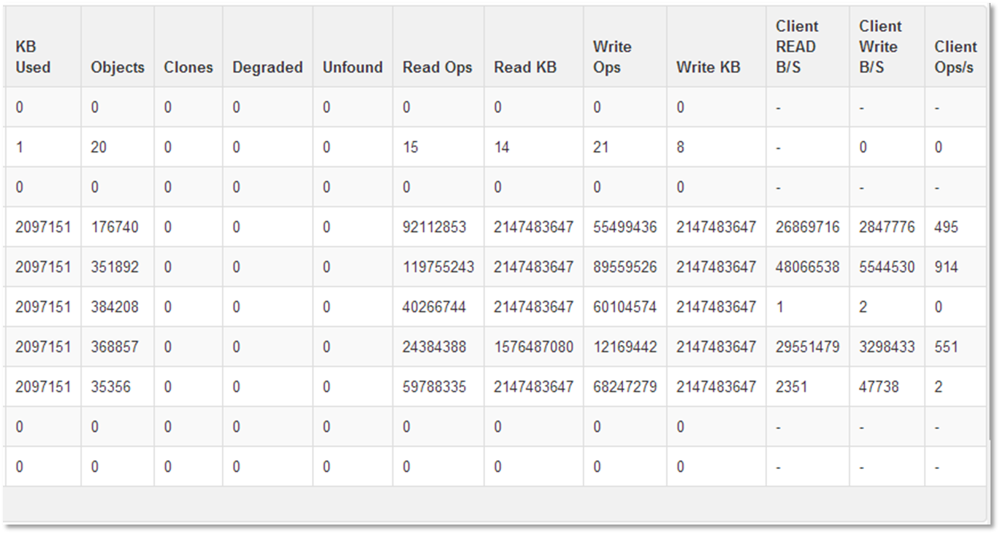 KB Used Objects Clones Degraded Unfound Read Ops Read KB Write Ops Write KB Client READ B/S Client Write B/S Client Ops/s
0 0 0 0 0 0 0 0 0 - - -
1 20 0 0 0 15 14 21 8 - 0 0
0 0 0 0 0 0 0 0 0 - - -
2097151 176740 0 0 0 92112853 2147483647 55499436 2147483647 26869716 2847776 495
2097151 351892 0 0 0 119755243 2147483647 89559526 2147483647 48066538 5544530 914
2097151 384208 0 0 0 40266744 2147483647 60104574 2147483647 1 2 0
2097151 368857 0 0 0 24384388 1576487080 12169442 2147483647 29551479 3298433 551
2097151 35356 0 0 0 59788335 2147483647 68247279 2147483647 2351 47738 2
0 0 0 0 0 0 0 0 0 - - -
0 0 0 0 0 0 0 0 0 - - -